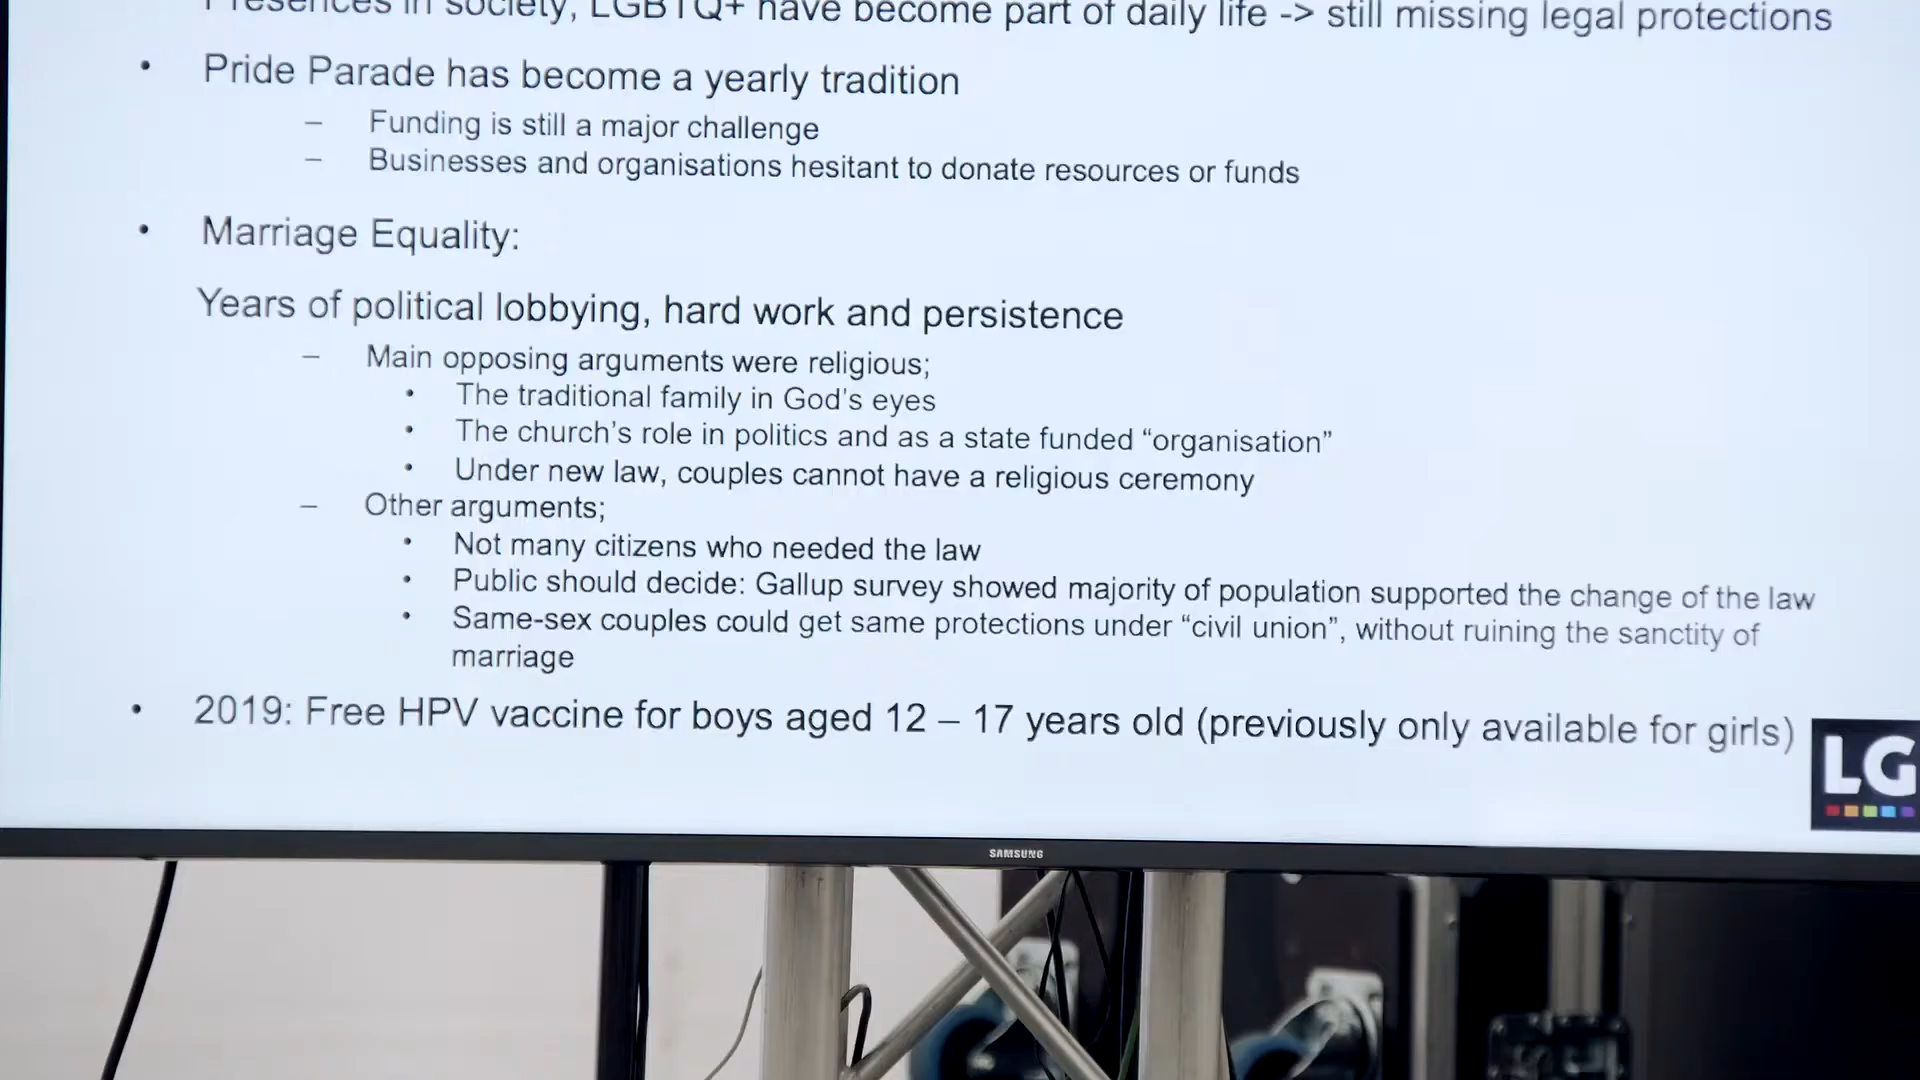 Presences in society, LGBTQ+ have become part of daily life -> still missing legal protections
• Pride Parade has become a yearly tradition
– Funding is still a major challenge
– Businesses and organisations hesitant to donate resources or funds
• Marriage Equality:
Years of political lobbying, hard work and persistence
– Main opposing arguments were religious;
• The traditional family in God's eyes
• The church's role in politics and as a state funded “organisation”
• Under new law, couples cannot have a religious ceremony
– Other arguments;
• Not many citizens who needed the law
• Public should decide: Gallup survey showed majority of population supported the change of the law
• Same-sex couples could get same protections under “civil union”, without ruining the sanctity of
marriage
• 2019: Free HPV vaccine for boys aged 12 – 17 years old (previously only available for girls)
LG
SAMSUNG